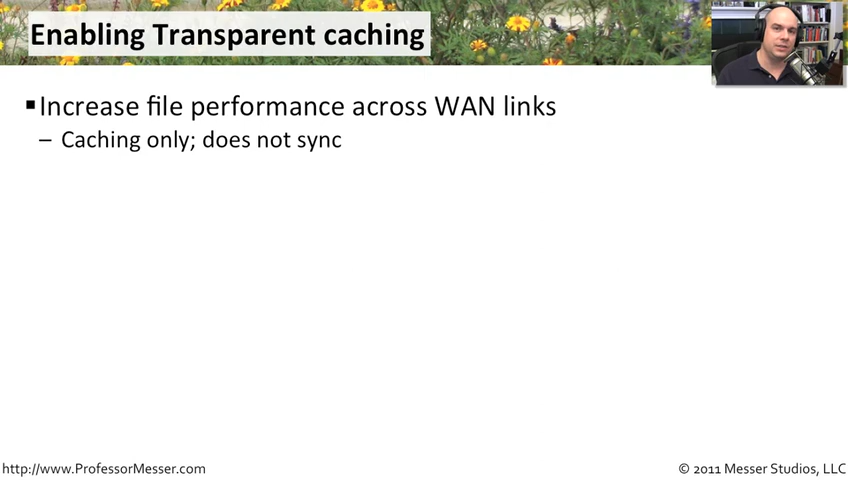 Enabling Transparent caching
▪Increase file performance across WAN links
– Caching only; does not sync
http://www.ProfessorMesser.com
© 2011 Messer Studios, LLC